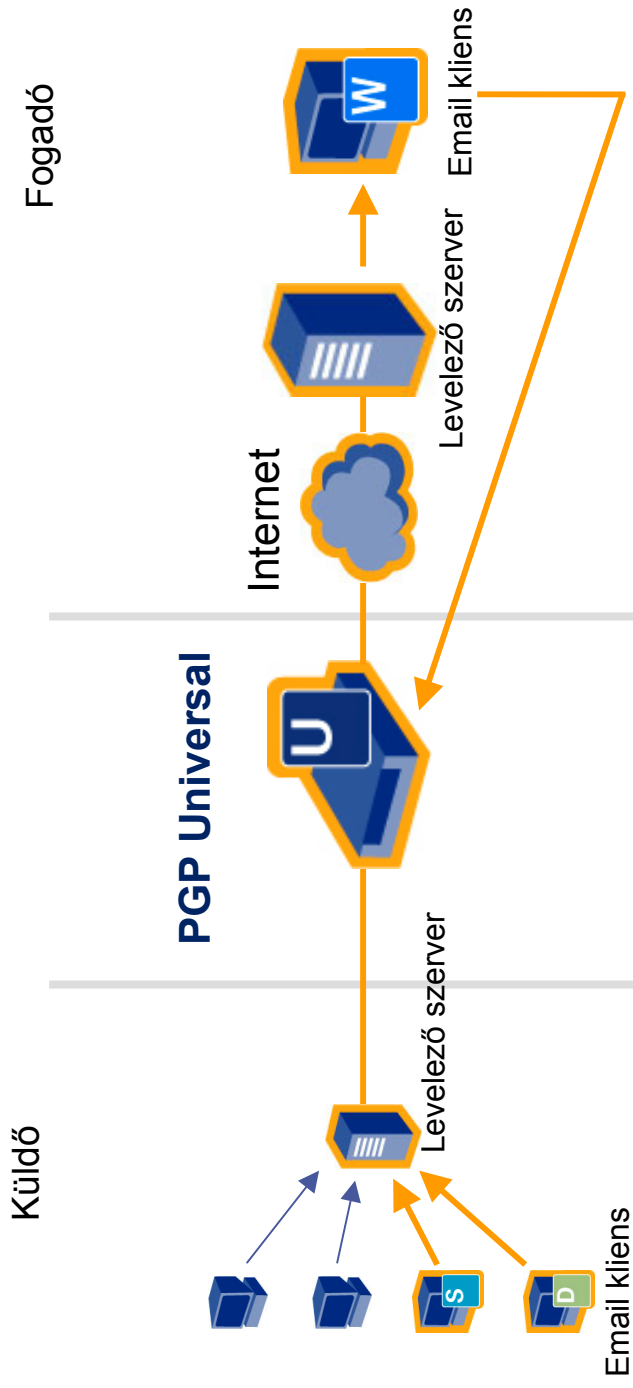 Küldő
Fogadó
PGP Universal
Internet
U
W
S
D
Email kliens
Levelező szerver
Levelező szerver
Email kliens